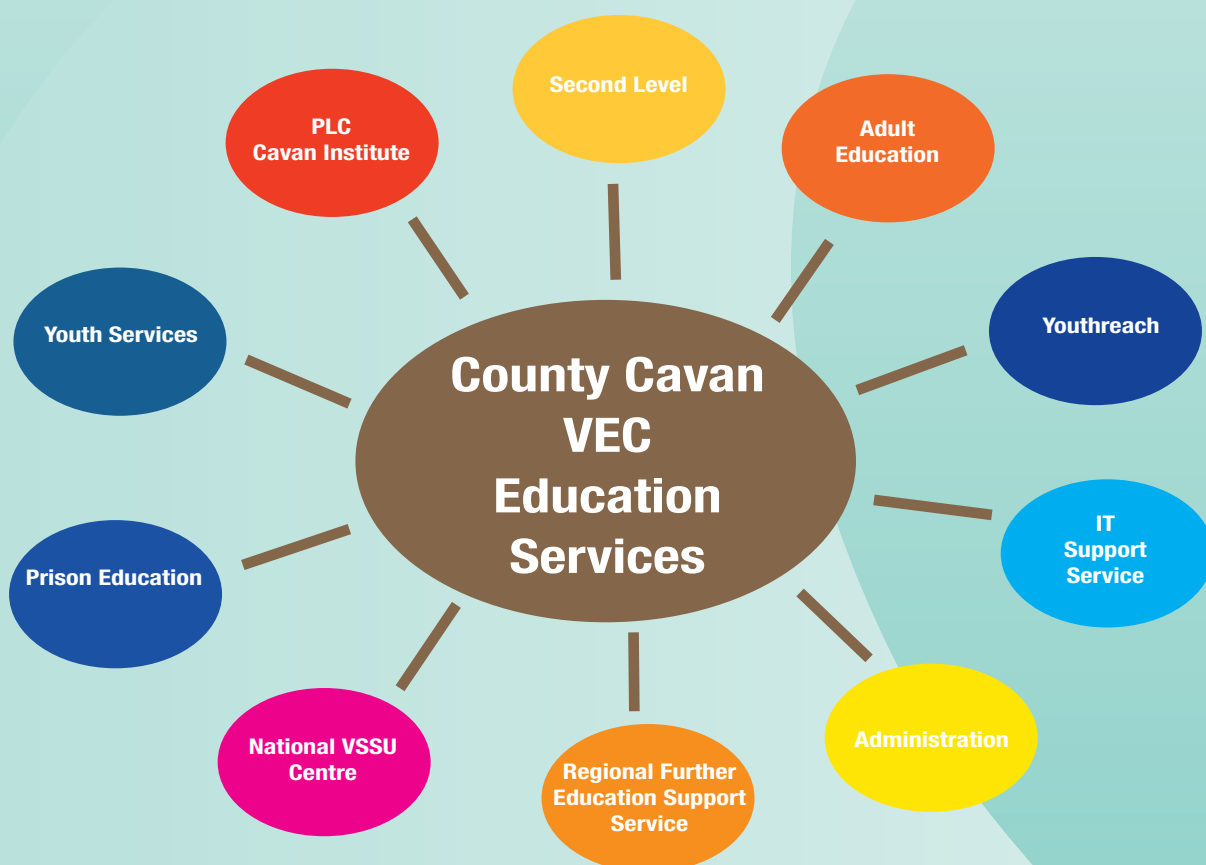 Second Level
PLC
Cavan Institute
Adult
Education
Youth Services
Youthreach
County Cavan
VEC
Education
Services
IT
Support
Service
Prison Education
National VSSU
Centre
Administration
Regional Further
Education Support
Service